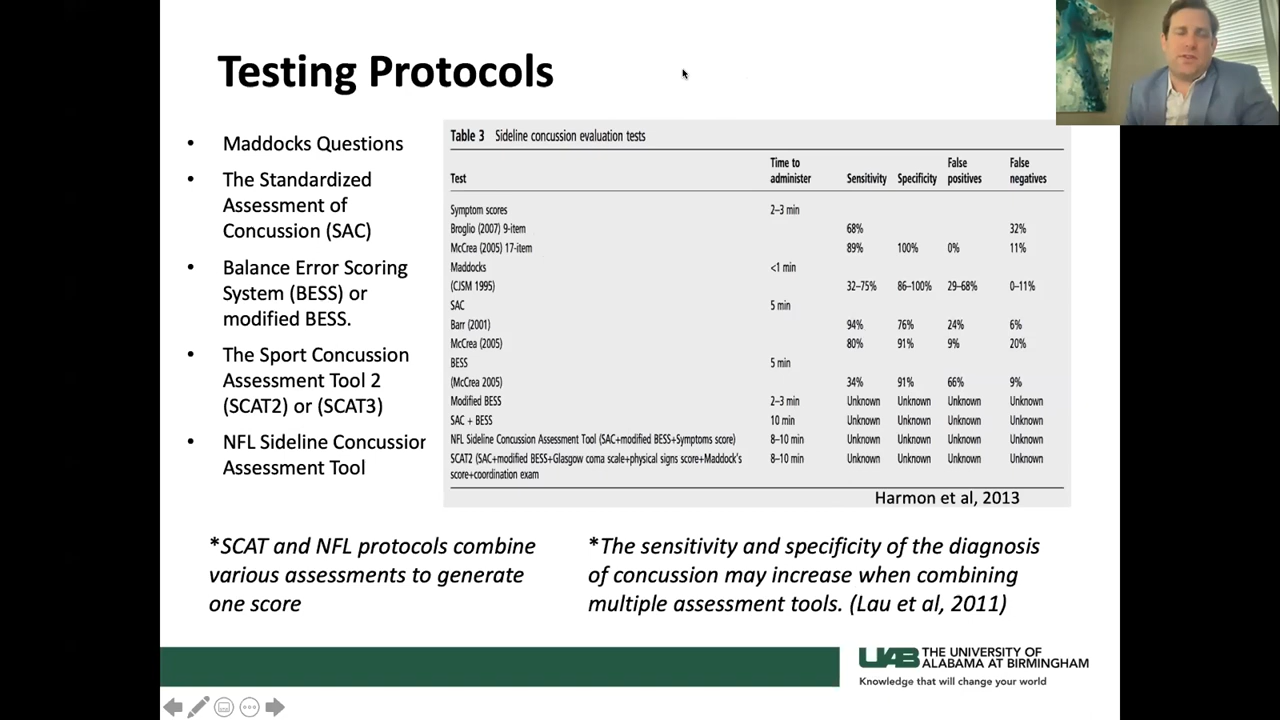 Testing Protocols
• Maddocks Questions
• The Standardized
Assessment of
Concussion (SAC)
• Balance Error Scoring
System (BESS) or
modified BESS.
• The Sport Concussion
Assessment Tool 2
(SCAT2) or (SCAT3)
• NFL Sideline Concussion
Assessment Tool
Table 3 Sideline concussion evaluation tests
Test Time to administer Sensitivity Specificity False positives False negatives
Symptom scores 2–3 min
Broglio (2007) 9-item 68% 32%
McCrea (2005) 17-item 89% 100% 0% 11%
Maddocks <1 min
(CJSM 1995) 32–75% 86–100% 29–68% 0–11%
SAC 5 min
Barr (2001) 94% 76% 24% 6%
McCrea (2005) 80% 91% 9% 20%
BESS 5 min
(McCrea 2005) 34% 91% 66% 9%
Modified BESS 2–3 min Unknown Unknown Unknown Unknown
SAC + BESS 10 min Unknown Unknown Unknown Unknown
NFL Sideline Concussion Assessment Tool (SAC+modified BESS+Symptoms score) 8–10 min Unknown Unknown Unknown Unknown
SCAT2 (SAC+modified BESS+Glasgow coma scale+physical signs score+Maddock's 8–10 min Unknown Unknown Unknown Unknown
score+coordination exam
Harmon et al, 2013
*SCAT and NFL protocols combine
various assessments to generate
one score
*The sensitivity and specificity of the diagnosis
of concussion may increase when combining
multiple assessment tools. (Lau et al, 2011)
UAB THE UNIVERSITY OF
ALABAMA AT BIRMINGHAM
Knowledge that will change your world